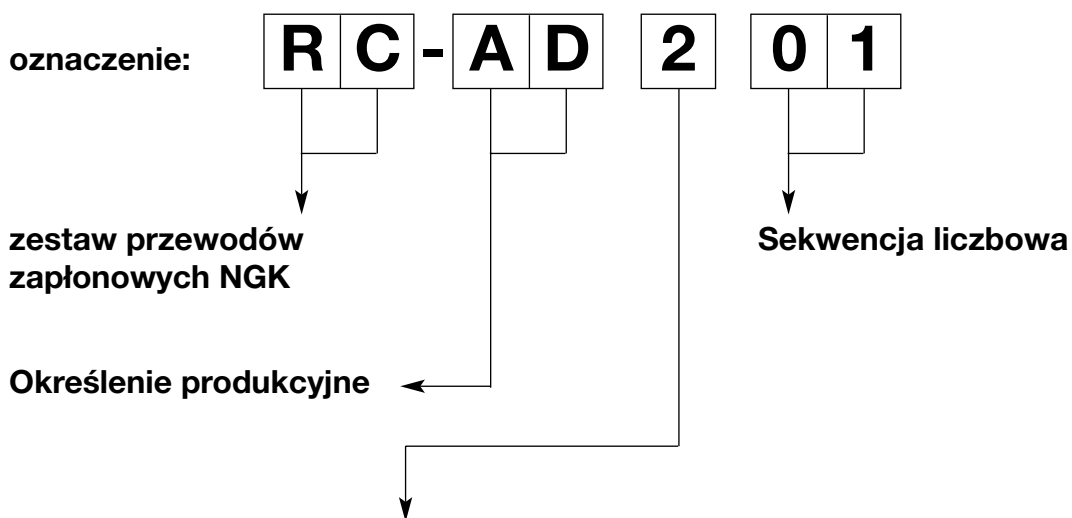 oznaczenie: RC-AD 2 01
zestaw przewodów
zapłonowych NGK
Sekwencja liczbowa
Określenie produkcyjne